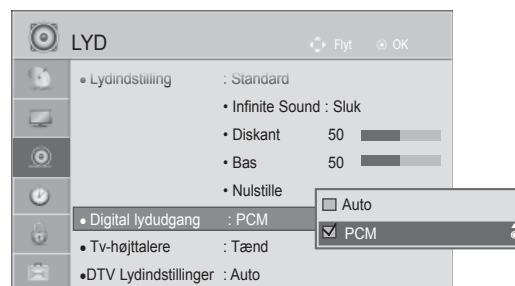 LYD
Flyt OK
• Lydindstilling : Standard
• Infinite Sound : Sluk
• Diskant 50
• Bas 50
• Nulstille
• Digital lydudgang : PCM
Auto
PCM
• Tv-højttalere : Tænd
•DTV Lydindstillinger : Auto